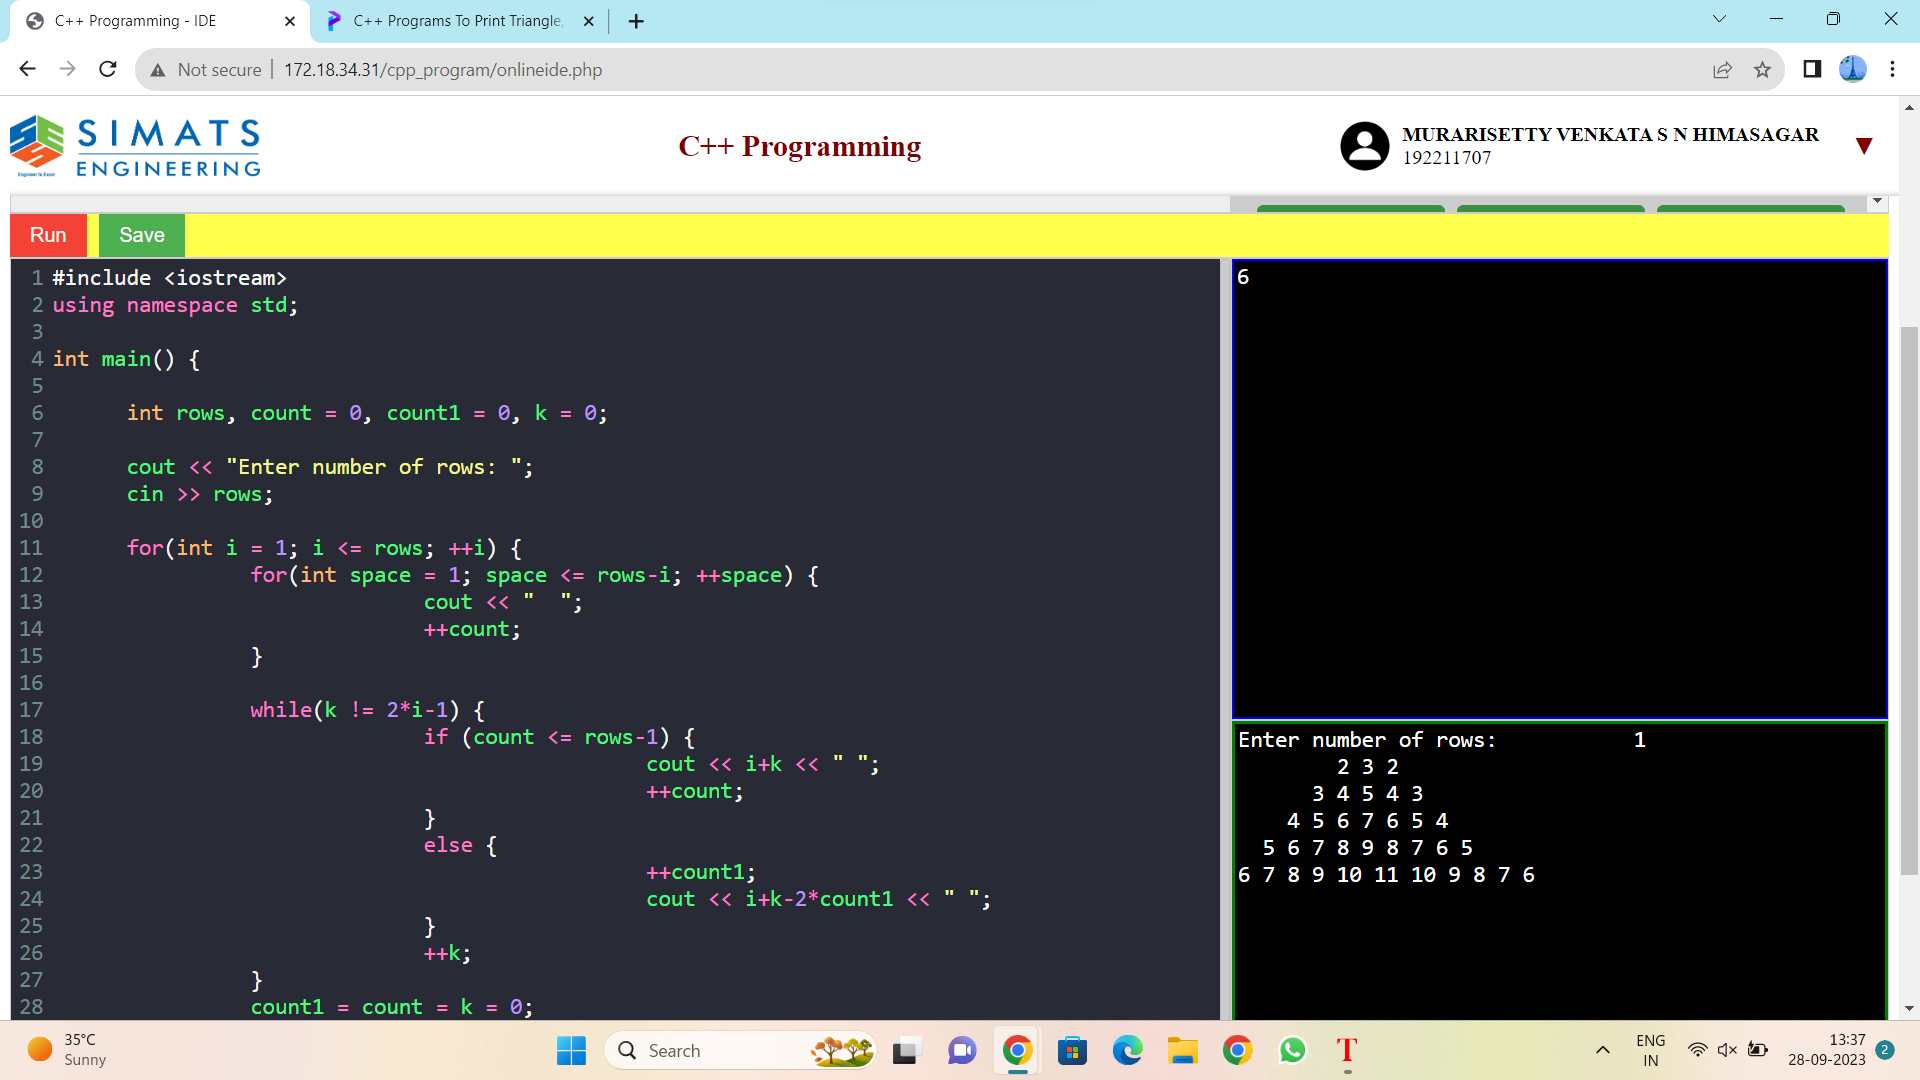 C++ Programming - IDE
C++ Programs To Print Triangle,
Not secure
172.18.34.31/cpp_program/onlineide.php
SIMATS
ENGINEERING
Engineer to Excel
C++ Programming
MURARISETTY VENKATA S N HIMASAGAR
192211707
Run Save
1 #include <iostream>
2 using namespace std;
3
4 int main() {
5
6 int rows, count = 0, count1 = 0, k = 0;
7
8 cout << "Enter number of rows: ";
9 cin >> rows;
10
11 for(int i = 1; i <= rows; ++i) {
12 for(int space = 1; space <= rows-i; ++space) {
13 cout << "  ";
14 ++count;
15 }
16
17 while(k != 2*i-1) {
18 if (count <= rows-1) {
19 cout << i+k << " ";
20 ++count;
21 }
22 else {
23 ++count1;
24 cout << i+k-2*count1 << " ";
25 }
26 ++k;
27 }
28 count1 = count = k = 0;
6
Enter number of rows:           1
2 3 2
3 4 5 4 3
4 5 6 7 6 5 4
5 6 7 8 9 8 7 6 5
6 7 8 9 10 11 10 9 8 7 6
35°C
Sunny
Search
T
ENG
IN
13:37
28-09-2023
2